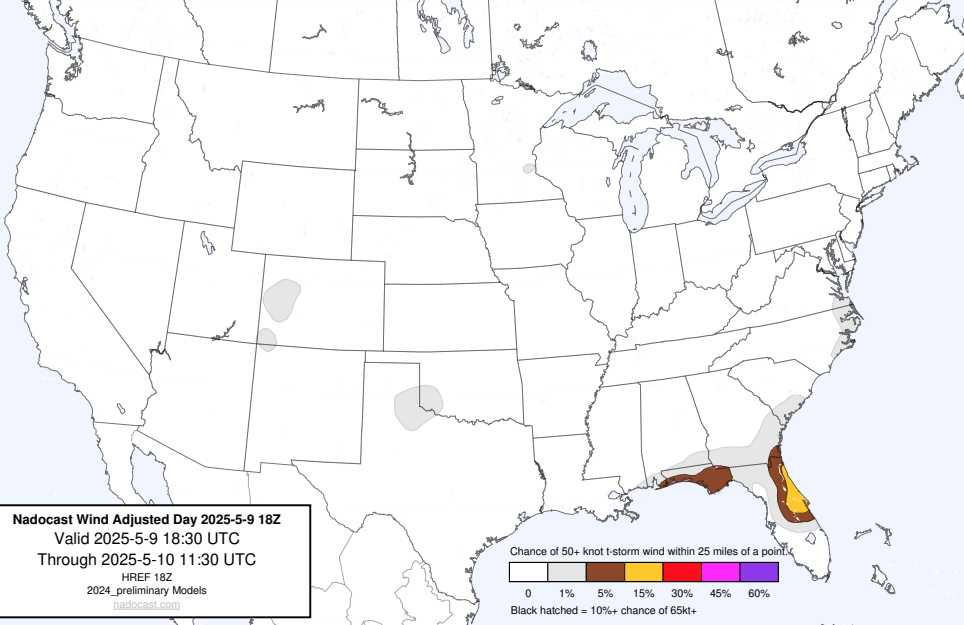 Nadocast Wind Adjusted Day 2025-5-9 18Z
Valid 2025-5-9 18:30 UTC
Through 2025-5-10 11:30 UTC
HREF 18Z
2024_preliminary Models
nadocast.com
Chance of 50+ knot t-storm wind within 25 miles of a point.
0 1% 5% 15% 30% 45% 60%
Black hatched = 10%+ chance of 65kt+